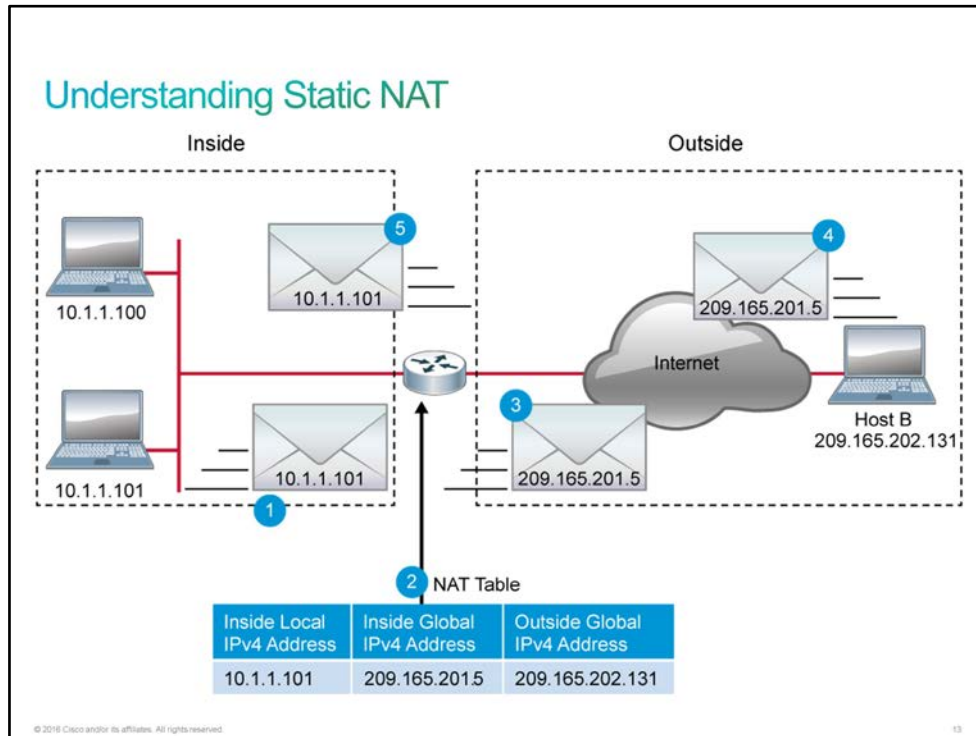 Understanding Static NAT
Inside
Outside
5
10.1.1.101
4
209.165.201.5
10.1.1.100
Internet
Host B
209.165.202.131
3
209.165.201.5
10.1.1.101
10.1.1.101
1
2
NAT Table
Inside Local
IPv4 Address
Inside Global
IPv4 Address
Outside Global
IPv4 Address
10.1.1.101
209.165.201.5
209.165.202.131
© 2016 Cisco and/or its affiliates. All rights reserved.
13